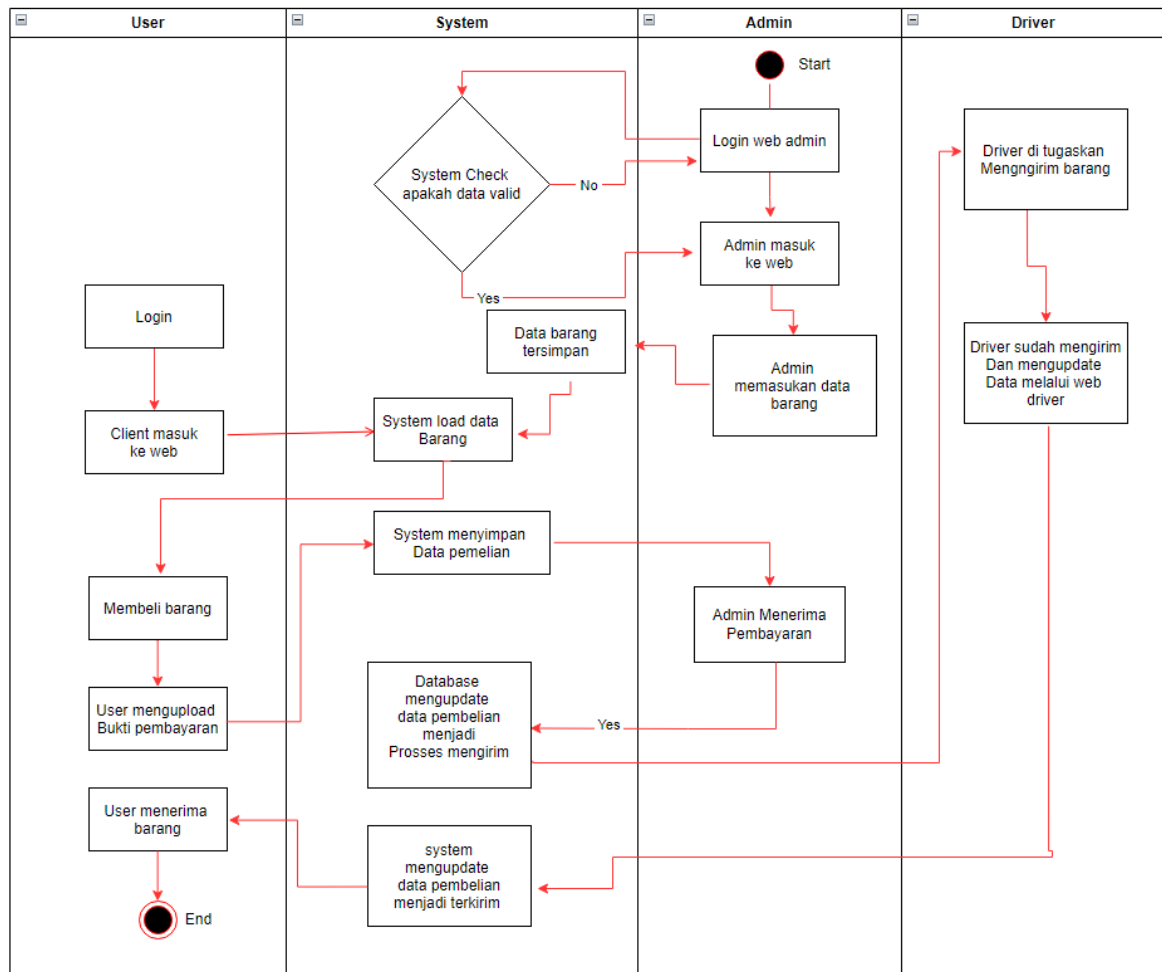 User
System
Admin
Driver
Start
Login web admin
System Check
apakah data valid
No
Yes
Admin masuk
ke web
Admin
memasukan data
barang
Data barang
tersimpan
Login
Client masuk
ke web
System load data
Barang
Membeli barang
User mengupload
Bukti pembayaran
System menyimpan
Data pemelian
Admin Menerima
Pembayaran
Yes
Database
mengupdate
data pembelian
menjadi
Prosses mengirim
Driver di tugaskan
Mengngirim barang
Driver sudah mengirim
Dan mengupdate
Data melalui web
driver
system
mengupdate
data pembelian
menjadi terkirim
User menerima
barang
End